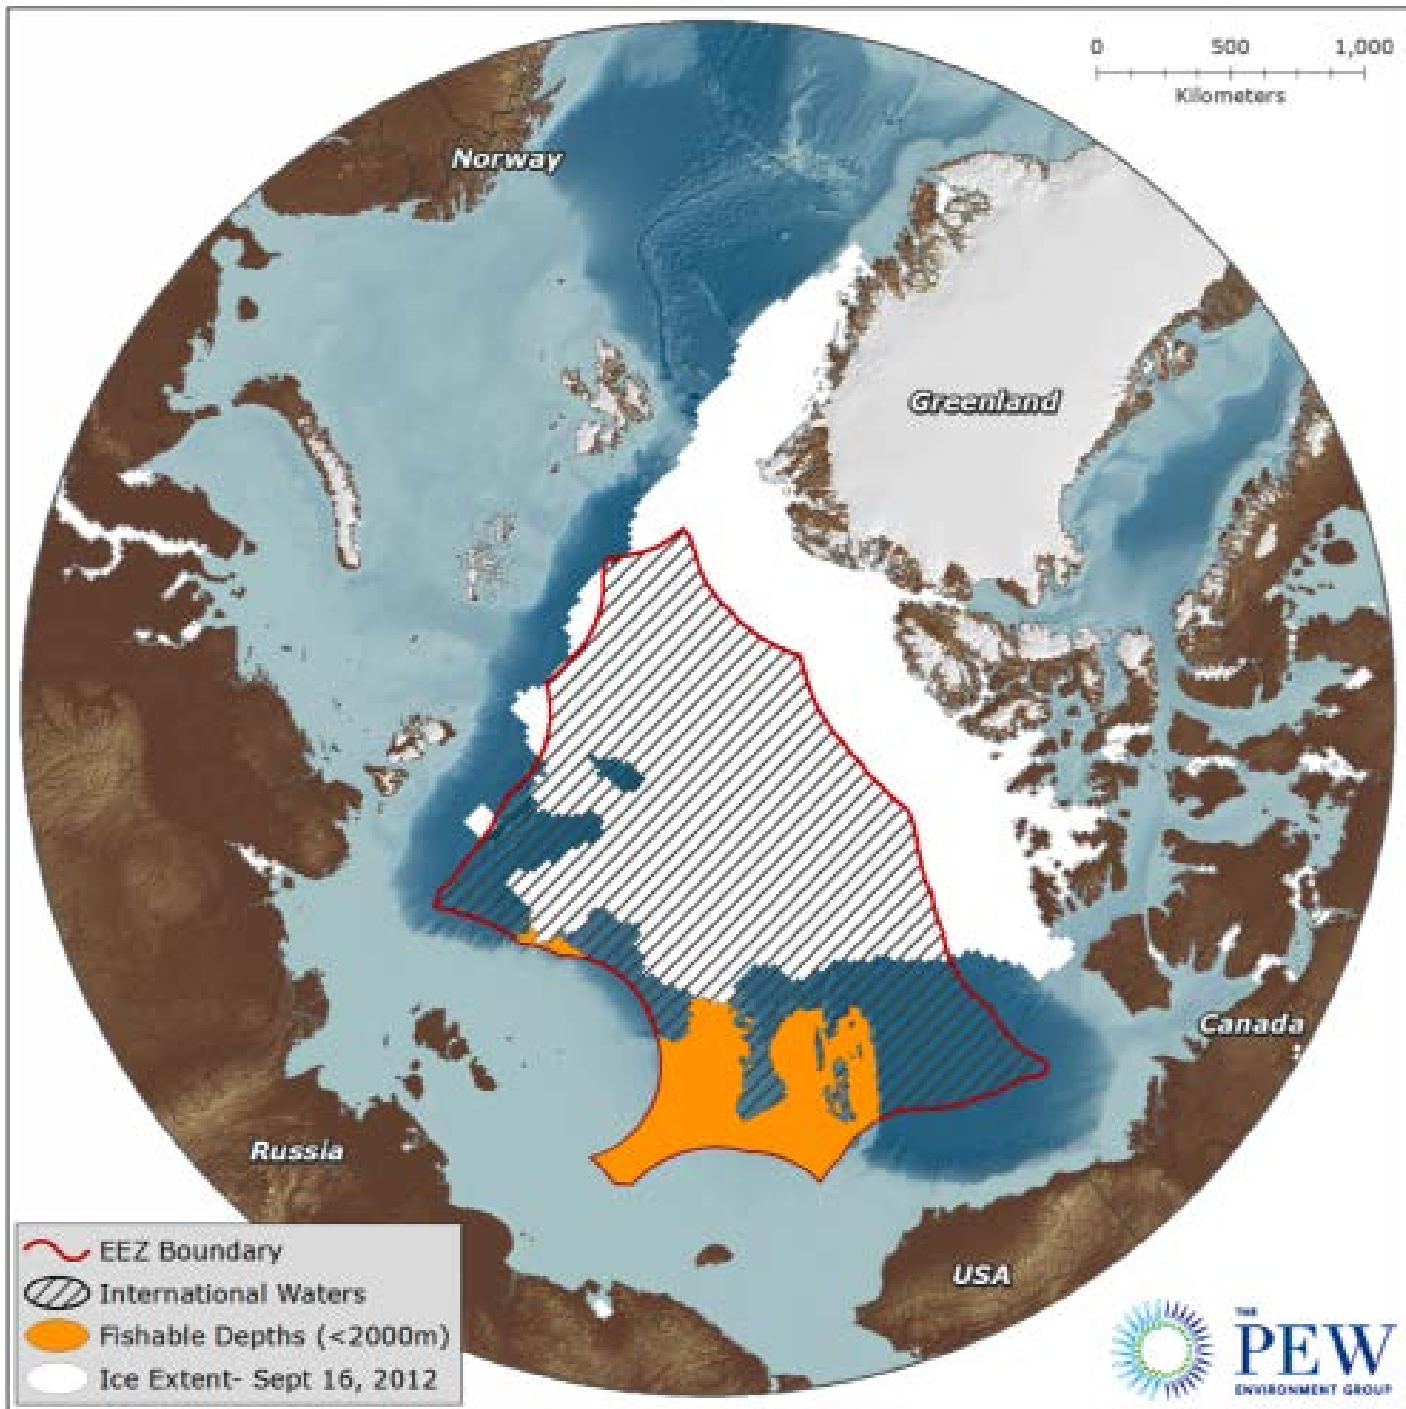 0 500 1,000
Kilometers
Norway
Greenland
Canada
Russia
USA
EEZ Boundary
International Waters
Fishable Depths (<2000m)
Ice Extent- Sept 16, 2012
THE
PEW
ENVIRONMENT GROUP